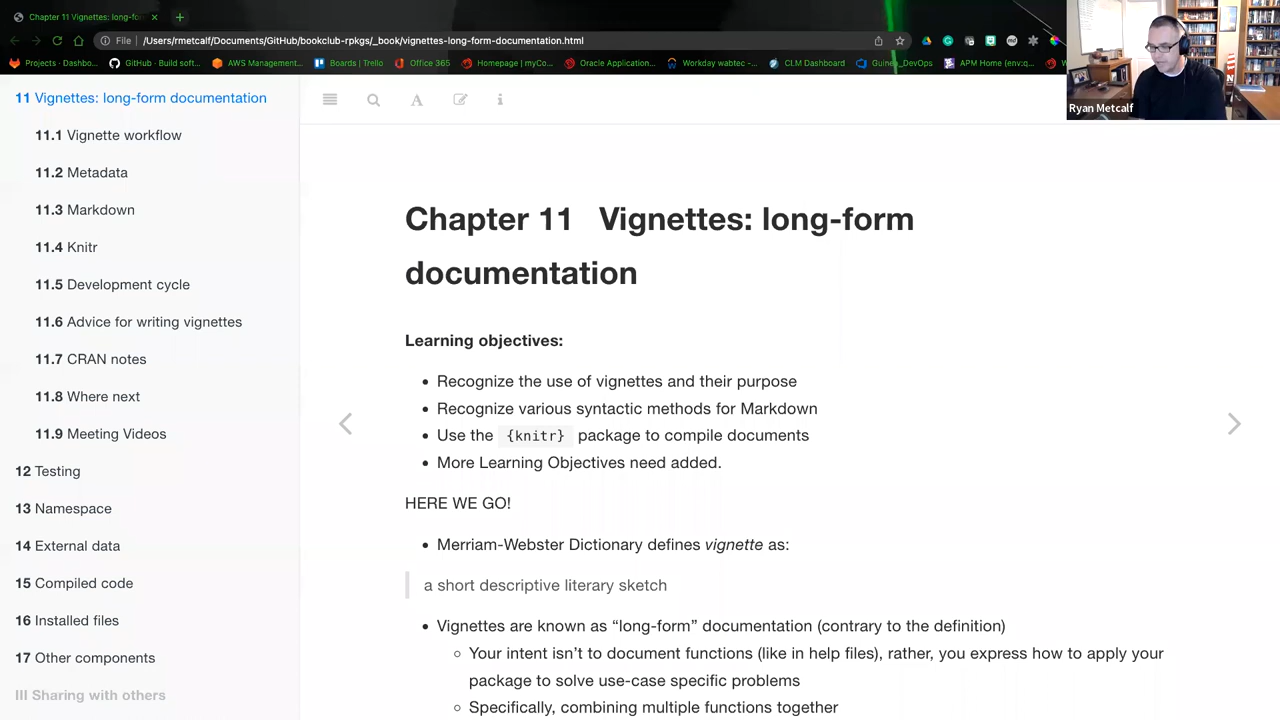 Chapter 11 Vignettes: long-fo
File
/Users/rmetcalf/Documents/GitHub/bookclub-rpkgs/_book/vignettes-long-form-documentation.html
Projects - Dashbo...
GitHub · Build soft...
AWS Management...
Boards | Trello
Office 365
Homepage | myCo...
Oracle Application...
Workday wabtec -...
CLM Dashboard
Guinea_DevOps
APM Home (env:q...
Ryan Metcalf
11 Vignettes: long-form documentation
11.1 Vignette workflow
11.2 Metadata
11.3 Markdown
11.4 Knitr
11.5 Development cycle
11.6 Advice for writing vignettes
11.7 CRAN notes
11.8 Where next
11.9 Meeting Videos
12 Testing
13 Namespace
14 External data
15 Compiled code
16 Installed files
17 Other components
III Sharing with others
Chapter 11 Vignettes: long-form
documentation
Learning objectives:
• Recognize the use of vignettes and their purpose
• Recognize various syntactic methods for Markdown
• Use the {knitr} package to compile documents
• More Learning Objectives need added.
HERE WE GO!
• Merriam-Webster Dictionary defines vignette as:
a short descriptive literary sketch
• Vignettes are known as “long-form” documentation (contrary to the definition)
◦ Your intent isn’t to document functions (like in help files), rather, you express how to apply your
package to solve use-case specific problems
◦ Specifically, combining multiple functions together